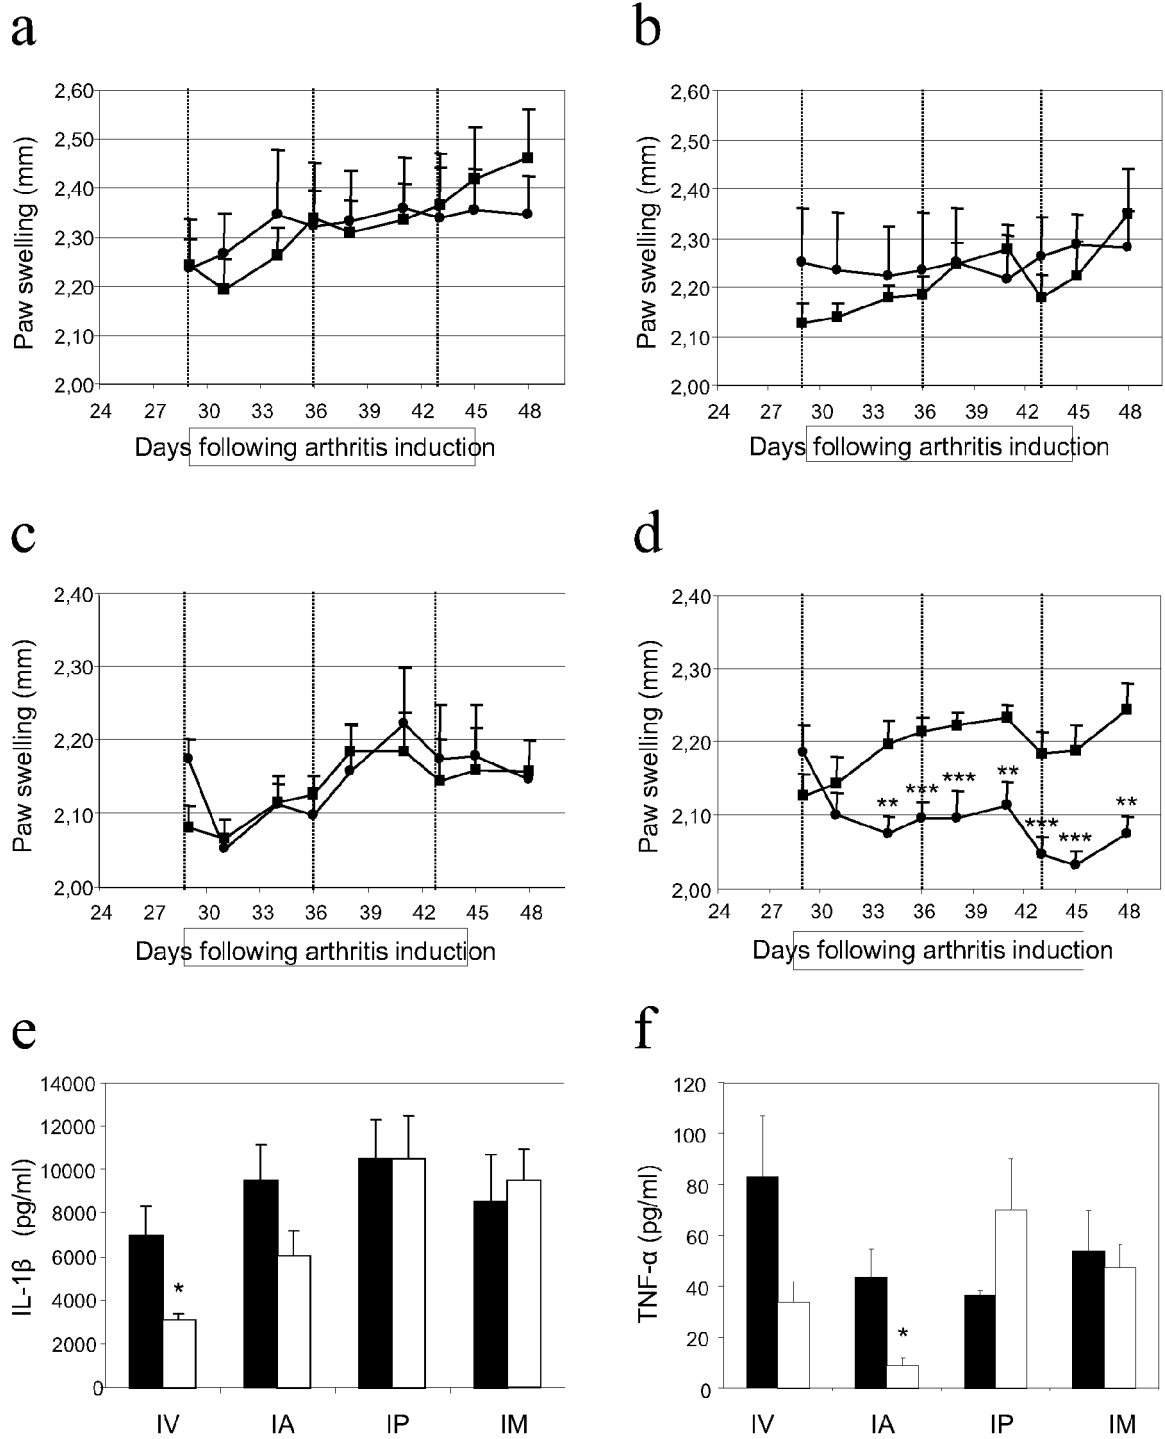 a
b
2,60
2,50
2,40
2,30
2,20
2,10
2,00
Paw swelling (mm)
24 27 30 33 36 39 42 45 48
Days following arthritis induction
2,60
2,50
2,40
2,30
2,20
2,10
2,00
Paw swelling (mm)
24 27 30 33 36 39 42 45 48
Days following arthritis induction
c
d
2,40
2,30
2,20
2,10
2,00
Paw swelling (mm)
24 27 30 33 36 39 42 45 48
Days following arthritis induction
2,40
2,30
2,20
2,10
2,00
Paw swelling (mm)
** *** *** ** *** *** **
24 27 30 33 36 39 42 45 48
Days following arthritis induction
e
f
14000
12000
10000
8000
6000
4000
2000
0
IL-1β (pg/ml)
*
IV IA IP IM
120
100
80
60
40
20
0
TNF-α (pg/ml)
*
IV IA IP IM